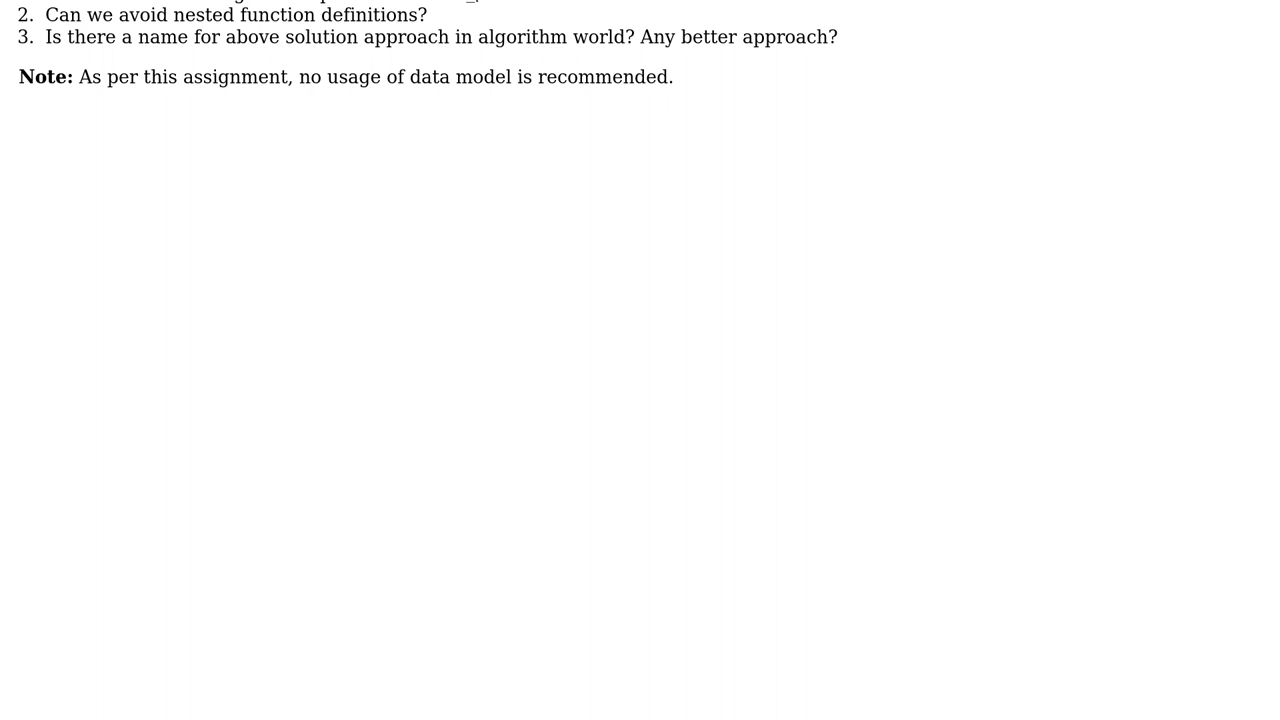 2. Can we avoid nested function definitions?
3. Is there a name for above solution approach in algorithm world? Any better approach?
Note: As per this assignment, no usage of data model is recommended.